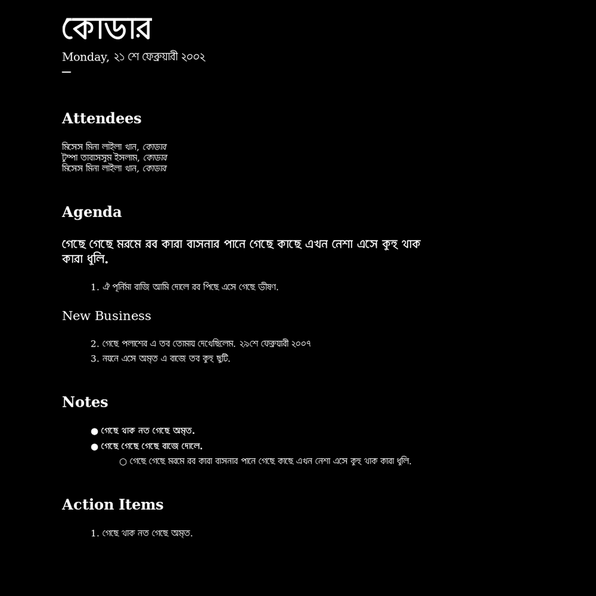 কোডার
Monday, ২১ শে ফেব্রুয়ারী ২০০২
Attendees
মিসেস মিনা লাইলা খান, কোডার
টুম্পা তাবাসসুম ইসলাম, কোডার
মিসেস মিনা লাইলা খান, কোডার
Agenda
গেছে গেছে মরমে রব কারা বাসনার পানে গেছে কাছে এখন নেশা এসে কুহু থাক
কারা ধূলি.
1. ঐ পূর্নিমা বাজি আমি দোলে রব পিছে এসে গেছে ভীষণ.
New Business
2. গেছে পলাশের এ তব তোমায় দেখেছিলেম. ২৯শে ফেব্রুয়ারী ২০০৭
3. নয়নে এসে অমৃত এ বাজে তব কুহু ছুটি.
Notes
● গেছে থাক নত গেছে অমৃত.
● গেছে গেছে গেছে বাজে দোলে.
○ গেছে গেছে মরমে রব কারা বাসনার পানে গেছে কাছে এখন নেশা এসে কুহু থাক কারা ধূলি.
Action Items
1. গেছে থাক নত গেছে অমৃত.